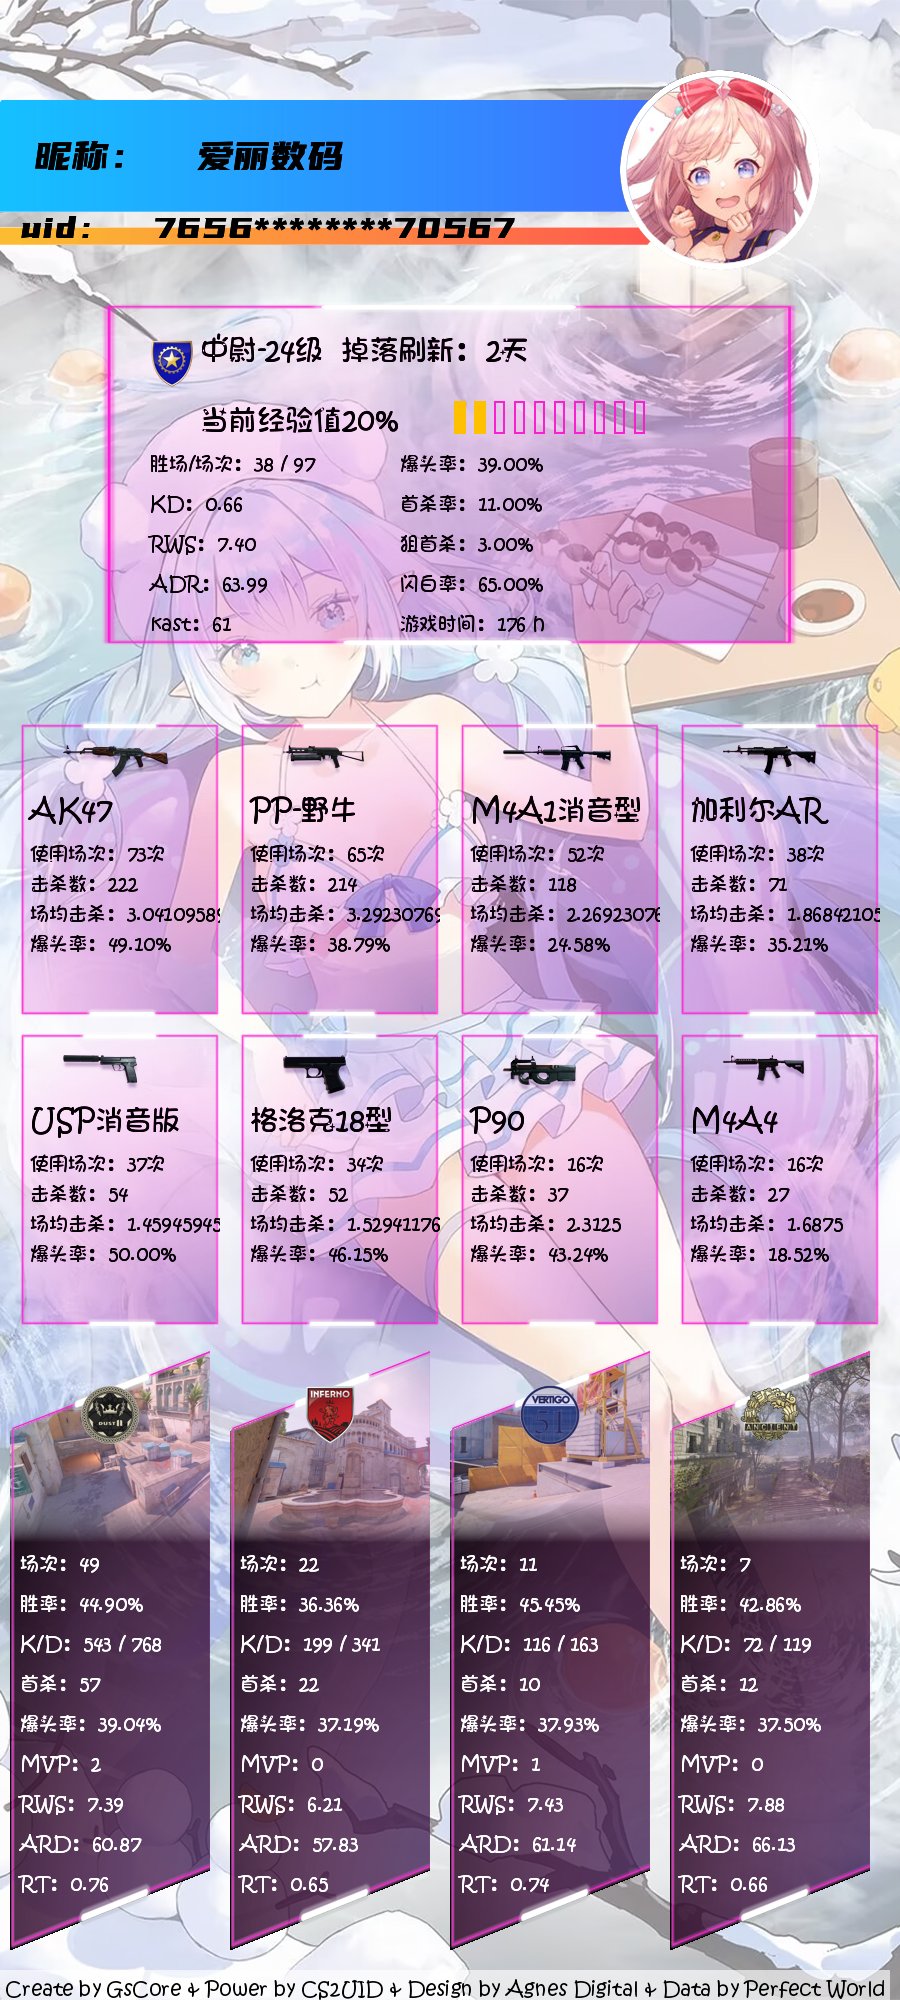 昵称： 爱丽数码
uid： 7656********70567
中尉-24级 掉落刷新：2天
当前经验值20%
胜场/场次：38 / 97 爆头率：39.00%
KD：0.66 首杀率：11.00%
RWS：7.40 狙首杀：3.00%
ADR：63.99 闪白率：65.00%
kast：61 游戏时间：176 h
AK47
使用场次：73次
击杀数：222
场均击杀：3.04109589
爆头率：49.10%
PP-野牛
使用场次：65次
击杀数：214
场均击杀：3.29230769
爆头率：38.79%
M4A1消音型
使用场次：52次
击杀数：118
场均击杀：2.26923076
爆头率：24.58%
加利尔AR
使用场次：38次
击杀数：71
场均击杀：1.86842105
爆头率：35.21%
USP消音版
使用场次：37次
击杀数：54
场均击杀：1.45945945
爆头率：50.00%
格洛克18型
使用场次：34次
击杀数：52
场均击杀：1.52941176
爆头率：46.15%
P90
使用场次：16次
击杀数：37
场均击杀：2.3125
爆头率：43.24%
M4A4
使用场次：16次
击杀数：27
场均击杀：1.6875
爆头率：18.52%
DUST II
场次：49
胜率：44.90%
K/D：543 / 768
首杀：57
爆头率：39.04%
MVP：2
RWS：7.39
ARD：60.87
RT：0.76
INFERNO
场次：22
胜率：36.36%
K/D：199 / 341
首杀：22
爆头率：37.19%
MVP：0
RWS：6.21
ARD：57.83
RT：0.65
VERTIGO
51
场次：11
胜率：45.45%
K/D：116 / 163
首杀：10
爆头率：37.93%
MVP：1
RWS：7.43
ARD：61.14
RT：0.74
ANCIENT
场次：7
胜率：42.86%
K/D：72 / 119
首杀：12
爆头率：37.50%
MVP：0
RWS：7.88
ARD：66.13
RT：0.66
Create by GsCore & Power by CS2UID & Design by Agnes Digital & Data by Perfect World